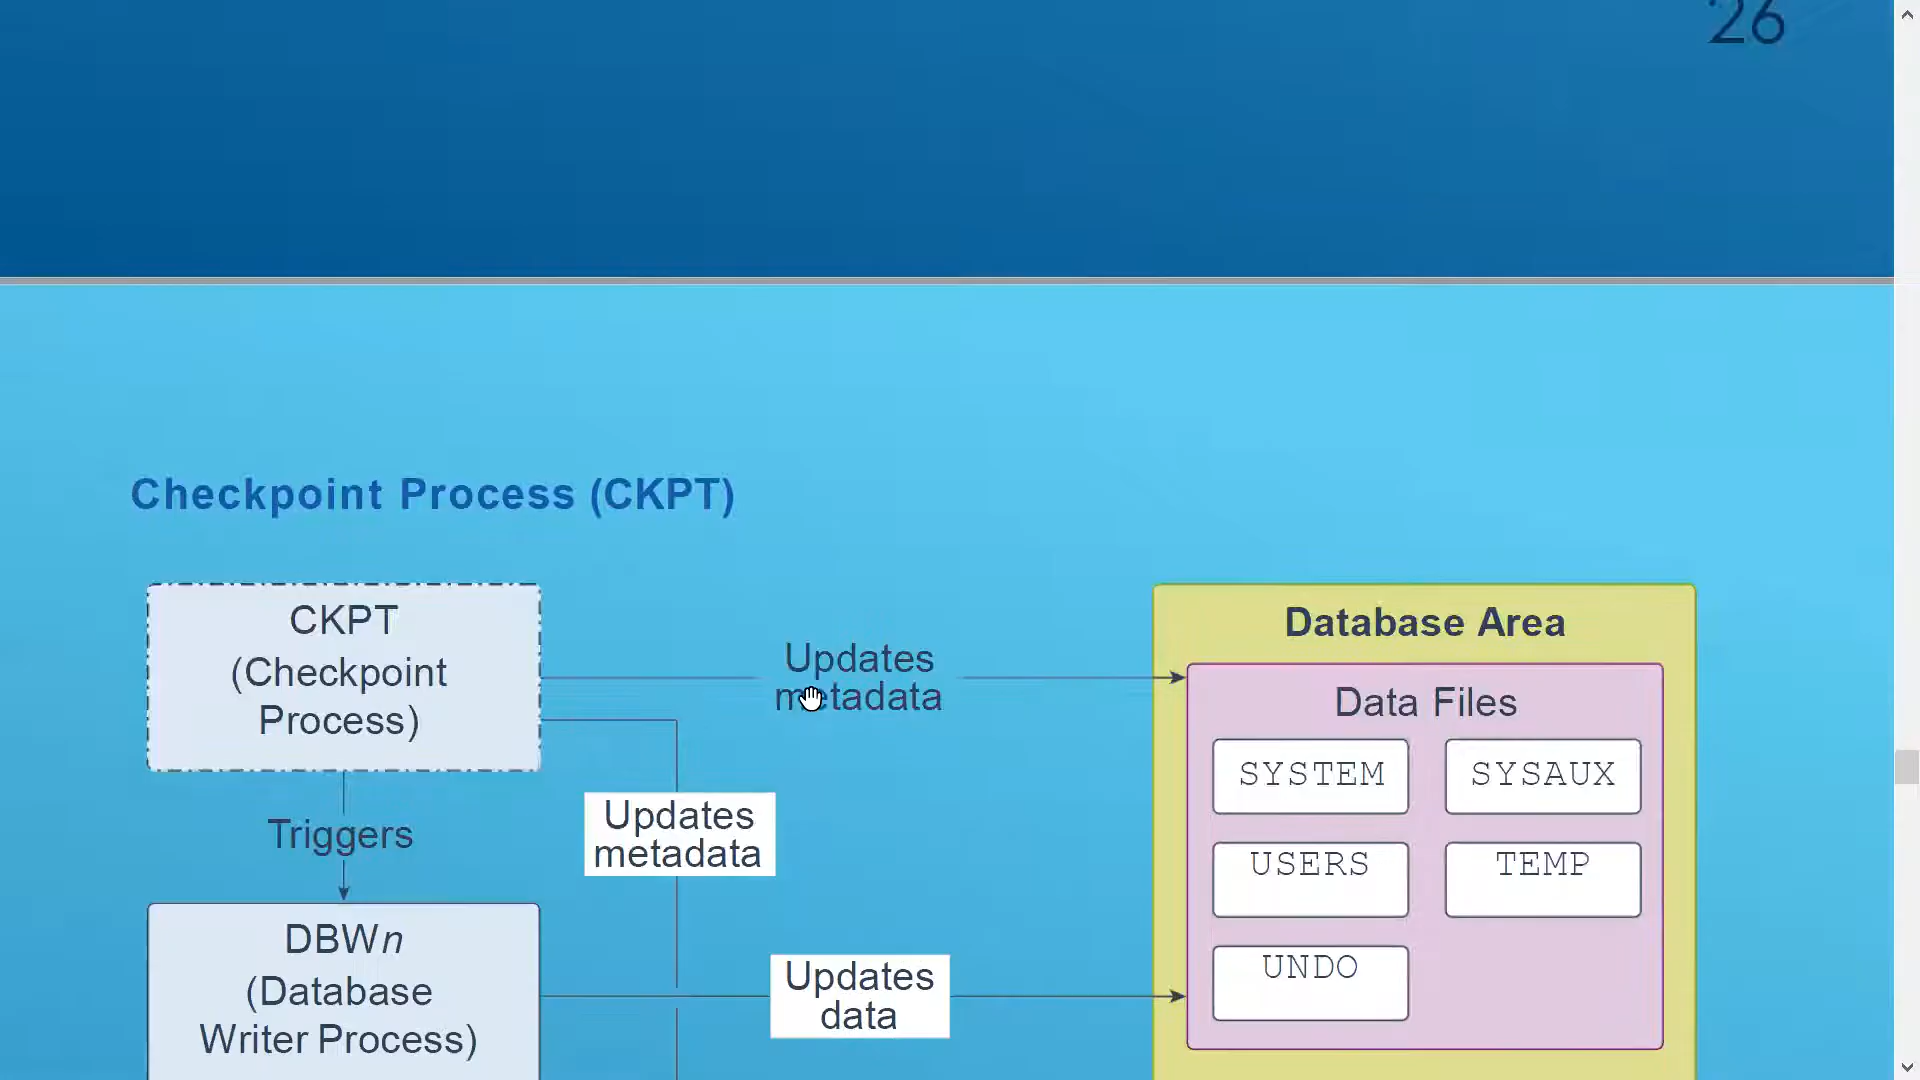 26
Checkpoint Process (CKPT)
CKPT
(Checkpoint
Process)
Updates
metadata
Database Area
Data Files
SYSTEM
SYSAUX
Triggers
Updates
metadata
USERS
TEMP
DBWn
(Database
Writer Process)
Updates
data
UNDO